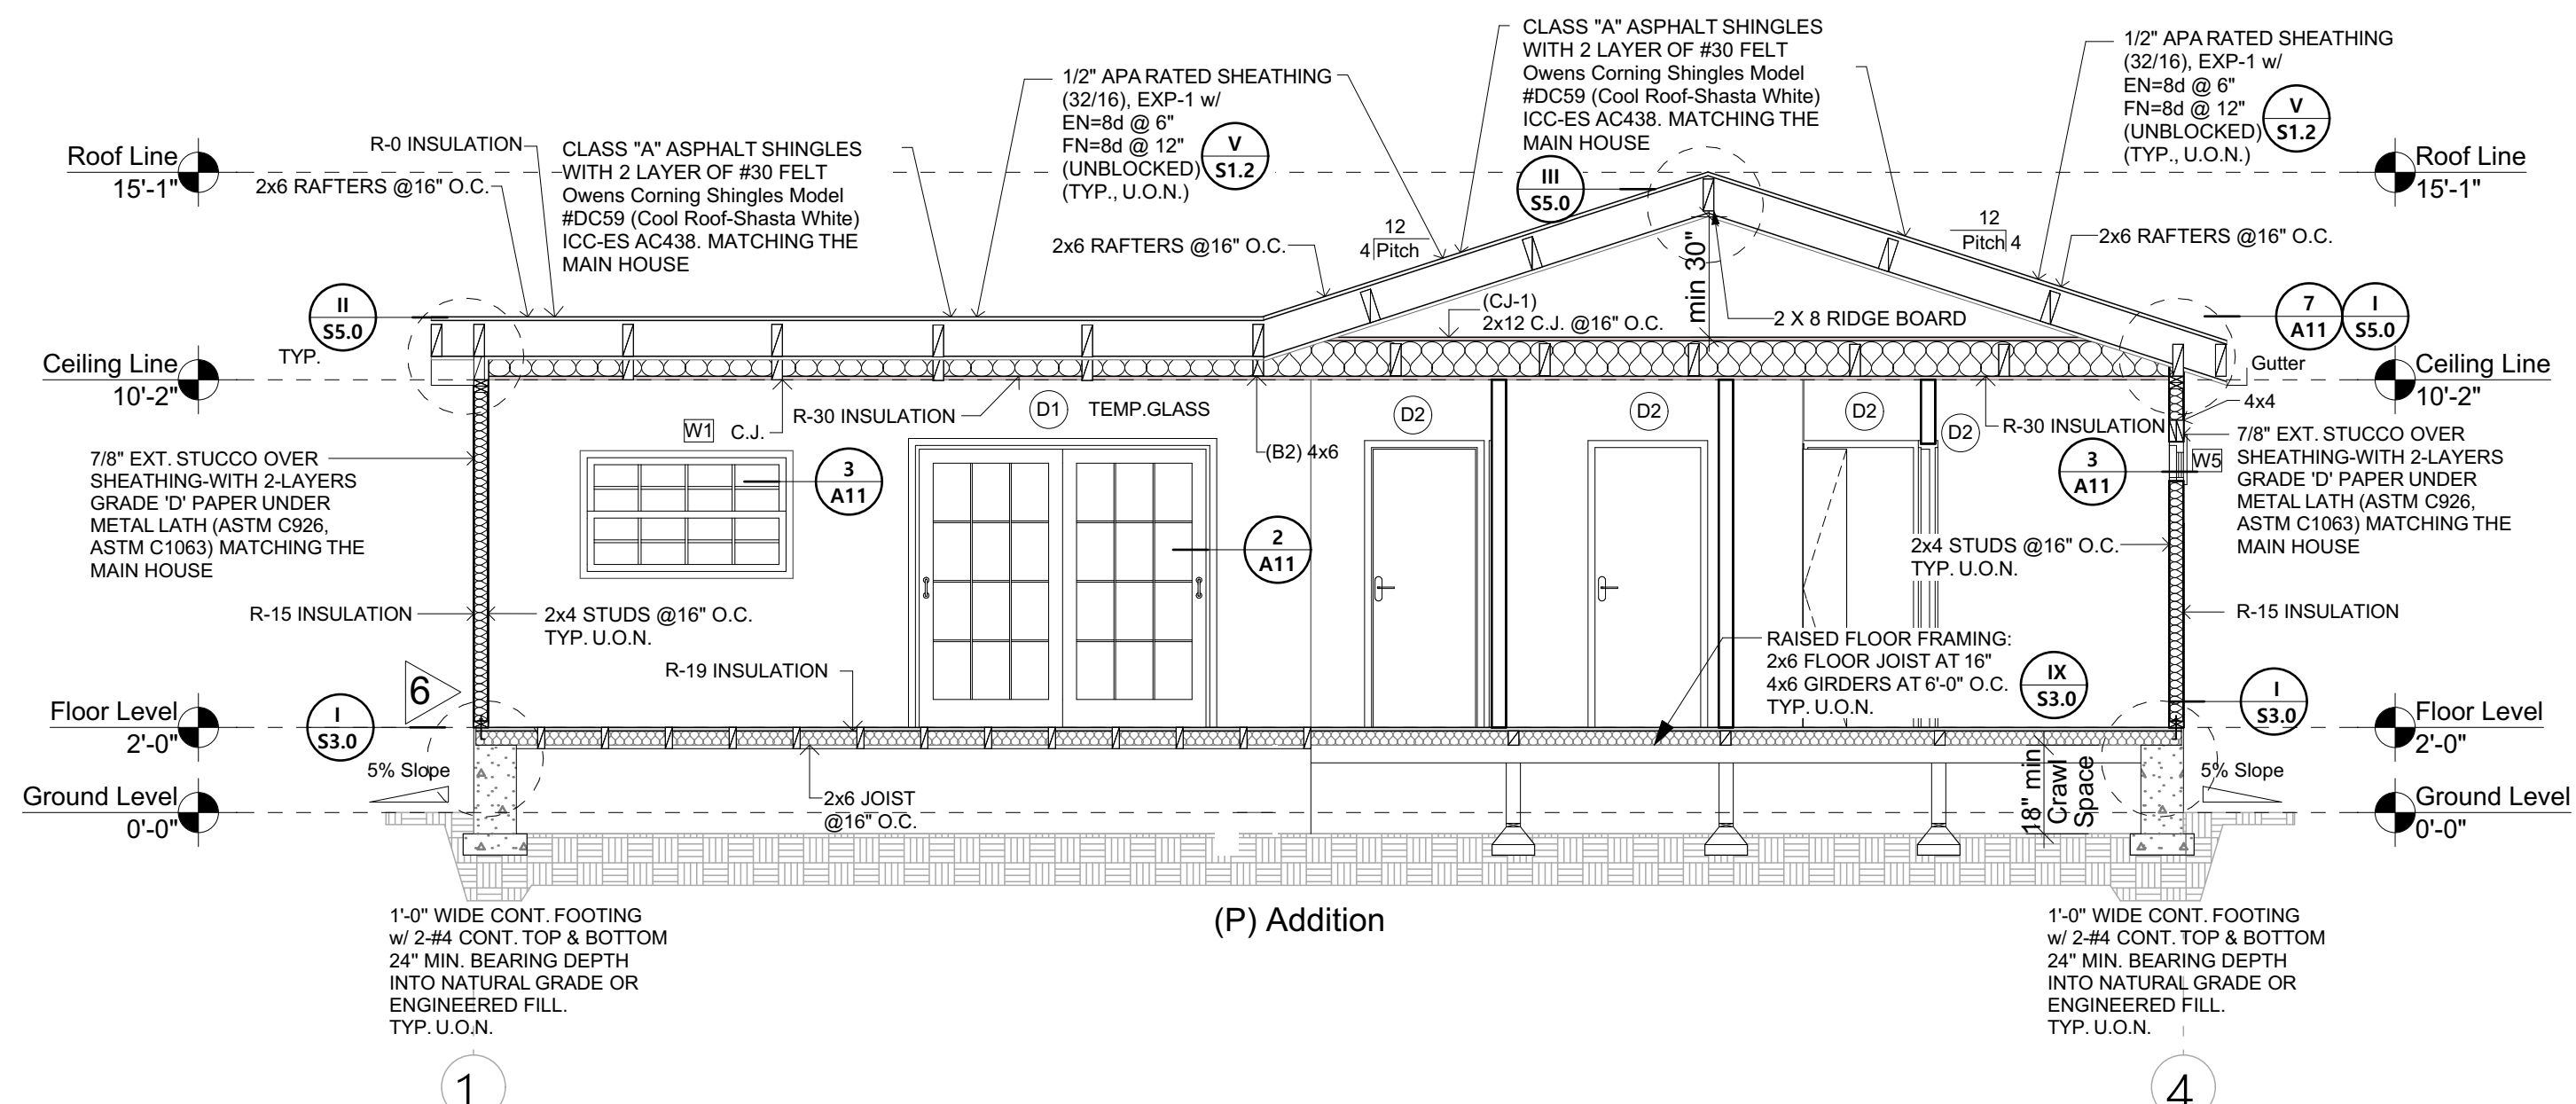 CLASS "A" ASPHALT SHINGLES
WITH 2 LAYER OF #30 FELT
Owens Corning Shingles Model
#DC59 (Cool Roof-Shasta White)
ICC-ES AC438. MATCHING THE
MAIN HOUSE
1/2" APA RATED SHEATHING
(32/16), EXP-1 w/
EN=8d @ 6"
FN=8d @ 12"
(UNBLOCKED)
(TYP., U.O.N.)
V
S1.2
1/2" APA RATED SHEATHING
(32/16), EXP-1 w/
EN=8d @ 6"
FN=8d @ 12"
(UNBLOCKED)
(TYP., U.O.N.)
V
S1.2
Roof Line
15'-1"
R-0 INSULATION
2x6 RAFTERS @16" O.C.
CLASS "A" ASPHALT SHINGLES
WITH 2 LAYER OF #30 FELT
Owens Corning Shingles Model
#DC59 (Cool Roof-Shasta White)
ICC-ES AC438. MATCHING THE
MAIN HOUSE
III
S5.0
Roof Line
15'-1"
2x6 RAFTERS @16" O.C.
12
4 Pitch
12
Pitch 4
2x6 RAFTERS @16" O.C.
min 30"
II
S5.0
TYP.
(CJ-1)
2x12 C.J. @16" O.C.
2 X 8 RIDGE BOARD
7
A11
I
S5.0
Ceiling Line
10'-2"
Gutter
Ceiling Line
10'-2"
4x4
W1
C.J.
R-30 INSULATION
D1
TEMP.GLASS
D2
D2
D2
D2
R-30 INSULATION
(B2) 4x6
7/8" EXT. STUCCO OVER
SHEATHING-WITH 2-LAYERS
GRADE 'D' PAPER UNDER
METAL LATH (ASTM C926,
ASTM C1063) MATCHING THE
MAIN HOUSE
3
A11
2
A11
3
A11
W5
7/8" EXT. STUCCO OVER
SHEATHING-WITH 2-LAYERS
GRADE 'D' PAPER UNDER
METAL LATH (ASTM C926,
ASTM C1063) MATCHING THE
MAIN HOUSE
2x4 STUDS @16" O.C.
TYP. U.O.N.
R-15 INSULATION
2x4 STUDS @16" O.C.
TYP. U.O.N.
R-15 INSULATION
R-19 INSULATION
RAISED FLOOR FRAMING:
2x6 FLOOR JOIST AT 16"
4x6 GIRDERS AT 6'-0" O.C.
TYP. U.O.N.
IX
S3.0
6
Floor Level
2'-0"
I
S3.0
I
S3.0
Floor Level
2'-0"
5% Slope
18" min
Crawl
Space
5% Slope
Ground Level
0'-0"
2x6 JOIST
@16" O.C.
Ground Level
0'-0"
(P) Addition
1'-0" WIDE CONT. FOOTING
w/ 2-#4 CONT. TOP & BOTTOM
24" MIN. BEARING DEPTH
INTO NATURAL GRADE OR
ENGINEERED FILL.
TYP. U.O.N.
1'-0" WIDE CONT. FOOTING
w/ 2-#4 CONT. TOP & BOTTOM
24" MIN. BEARING DEPTH
INTO NATURAL GRADE OR
ENGINEERED FILL.
TYP. U.O.N.
1
4